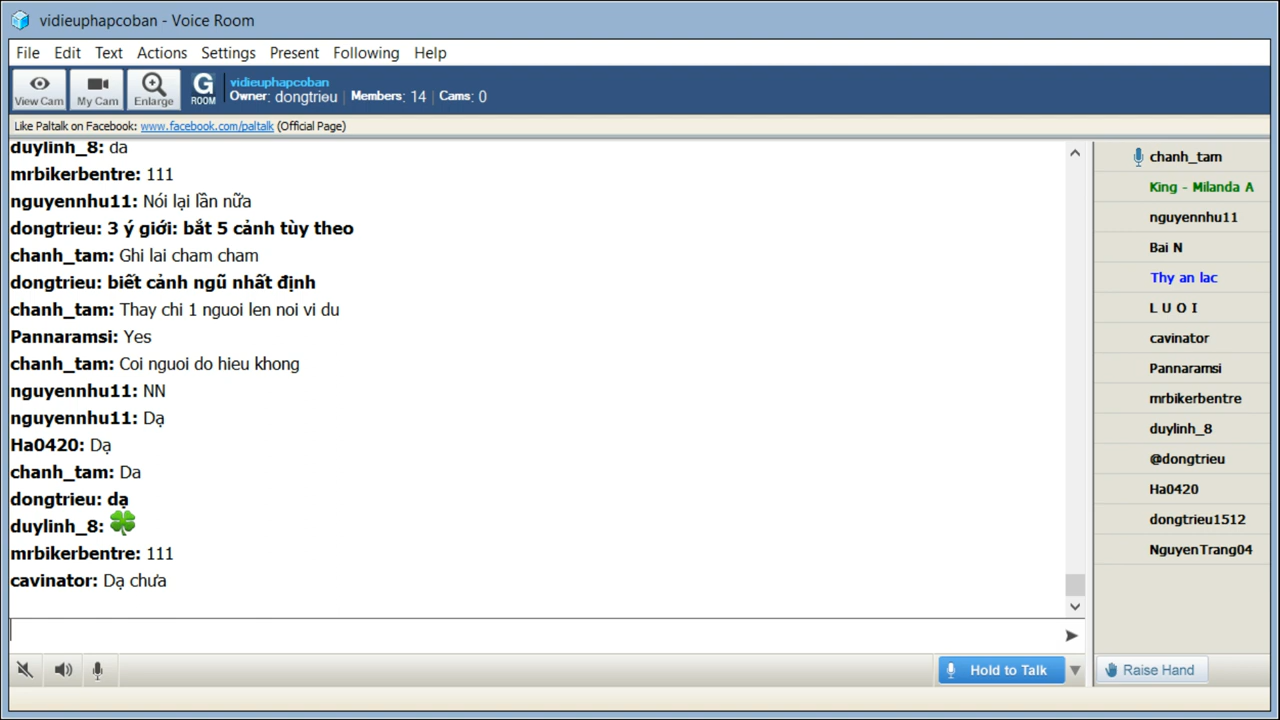 vidieuphapcoban - Voice Room
File Edit Text Actions Settings Present Following Help
View Cam My Cam Enlarge G ROOM vidieuphapcoban
Owner: dongtrieu | Members: 14 | Cams: 0
Like Paltalk on Facebook: www.facebook.com/paltalk (Official Page)
duylinh_8: da
mrbikerbentre: 111
nguyennhu11: Nói lại lần nữa
dongtrieu: 3 ý giới: bắt 5 cảnh tùy theo
chanh_tam: Ghi lai cham cham
dongtrieu: biết cảnh ngũ nhất định
chanh_tam: Thay chi 1 nguoi len noi vi du
Pannaramsi: Yes
chanh_tam: Coi nguoi do hieu khong
nguyennhu11: NN
nguyennhu11: Dạ
Ha0420: Dạ
chanh_tam: Da
dongtrieu: dạ
duylinh_8:
mrbikerbentre: 111
cavinator: Dạ chưa
chanh_tam
King - Milanda A
nguyennhu11
Bai N
Thy an lac
L U O I
cavinator
Pannaramsi
mrbikerbentre
duylinh_8
@dongtrieu
Ha0420
dongtrieu1512
NguyenTrang04
Hold to Talk
Raise Hand